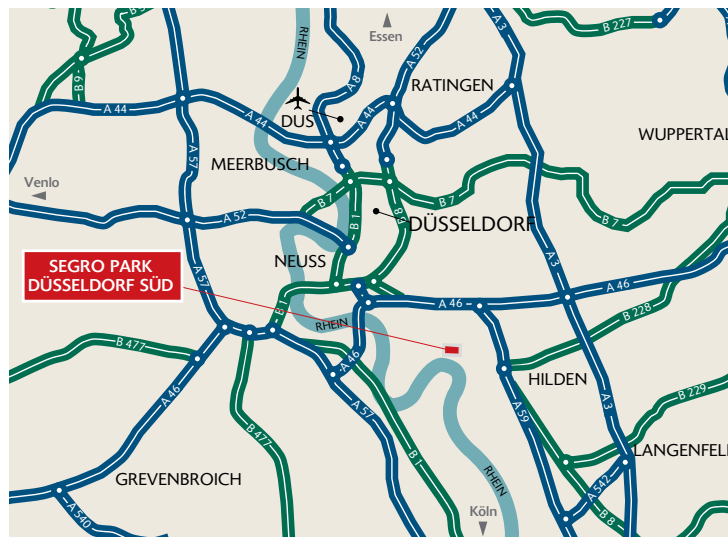 B 227
RHEIN
Essen
A 52
A 3
B 9
A 8
RATINGEN
A 44
DUS
A 44
A 44
A 57
WUPPERTAL
MEERBUSCH
Venlo
B 7
B 7
B 1
B 8
B 7
A 52
DÜSSELDORF
NEUSS
A 3
SEGRO PARK
DÜSSELDORF SÜD
A 57
A 46
A 46
B 1
RHEIN
B 228
B 477
A 46
A 46
HILDEN
B 229
A 57
A 59
A 3
B 477
B 1
LANGENFEL
GREVENBROICH
RHEIN
A 542
Köln
A 540
B 8